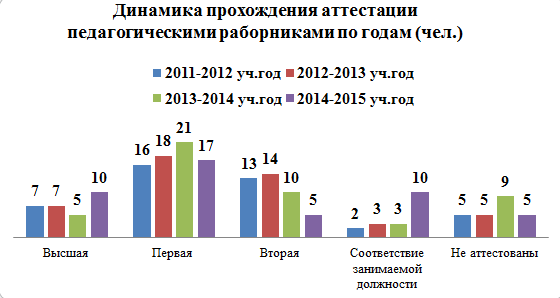 Динамика прохождения аттестации
педагогическими раборниками по годам (чел.)
2011-2012 уч.год 2012-2013 уч.год
2013-2014 уч.год 2014-2015 уч.год
7 7 5 10 16 18 21 17 13 14 10 5 2 3 3 10 5 5 9 5
Высшая Первая Вторая Соответствие занимаемой должности Не аттестованы